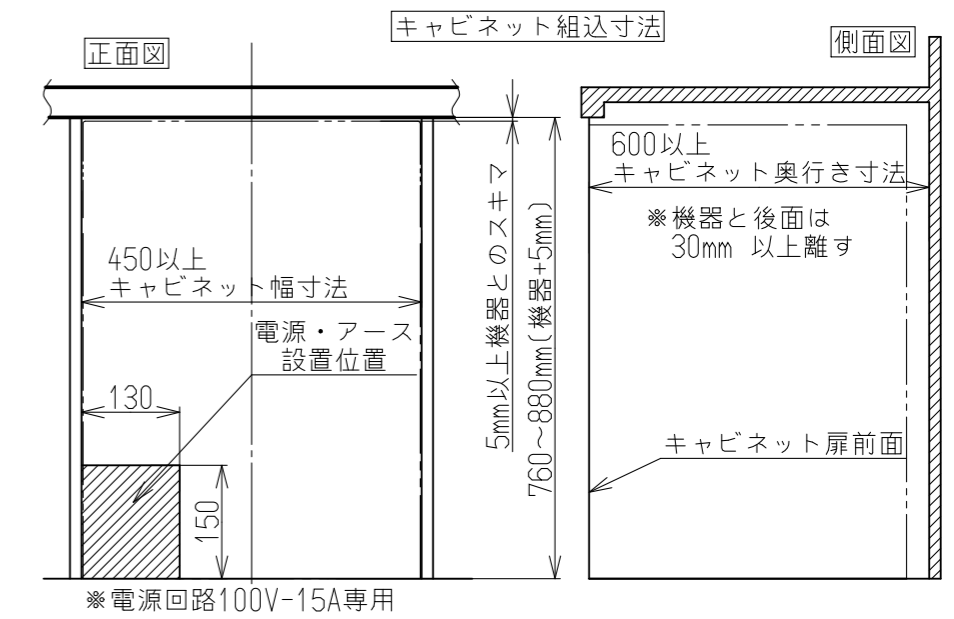 キャビネット組込寸法
正面図
側面図
600以上
キャビネット奥行き寸法
※機器と後面は
30mm 以上離す
450以上
キャビネット幅寸法
電源・アース
設置位置
130
150
5mm以上機器とのスキマ
760～880mm(機器+5mm)
キャビネット扉前面
※電源回路100V-15A専用